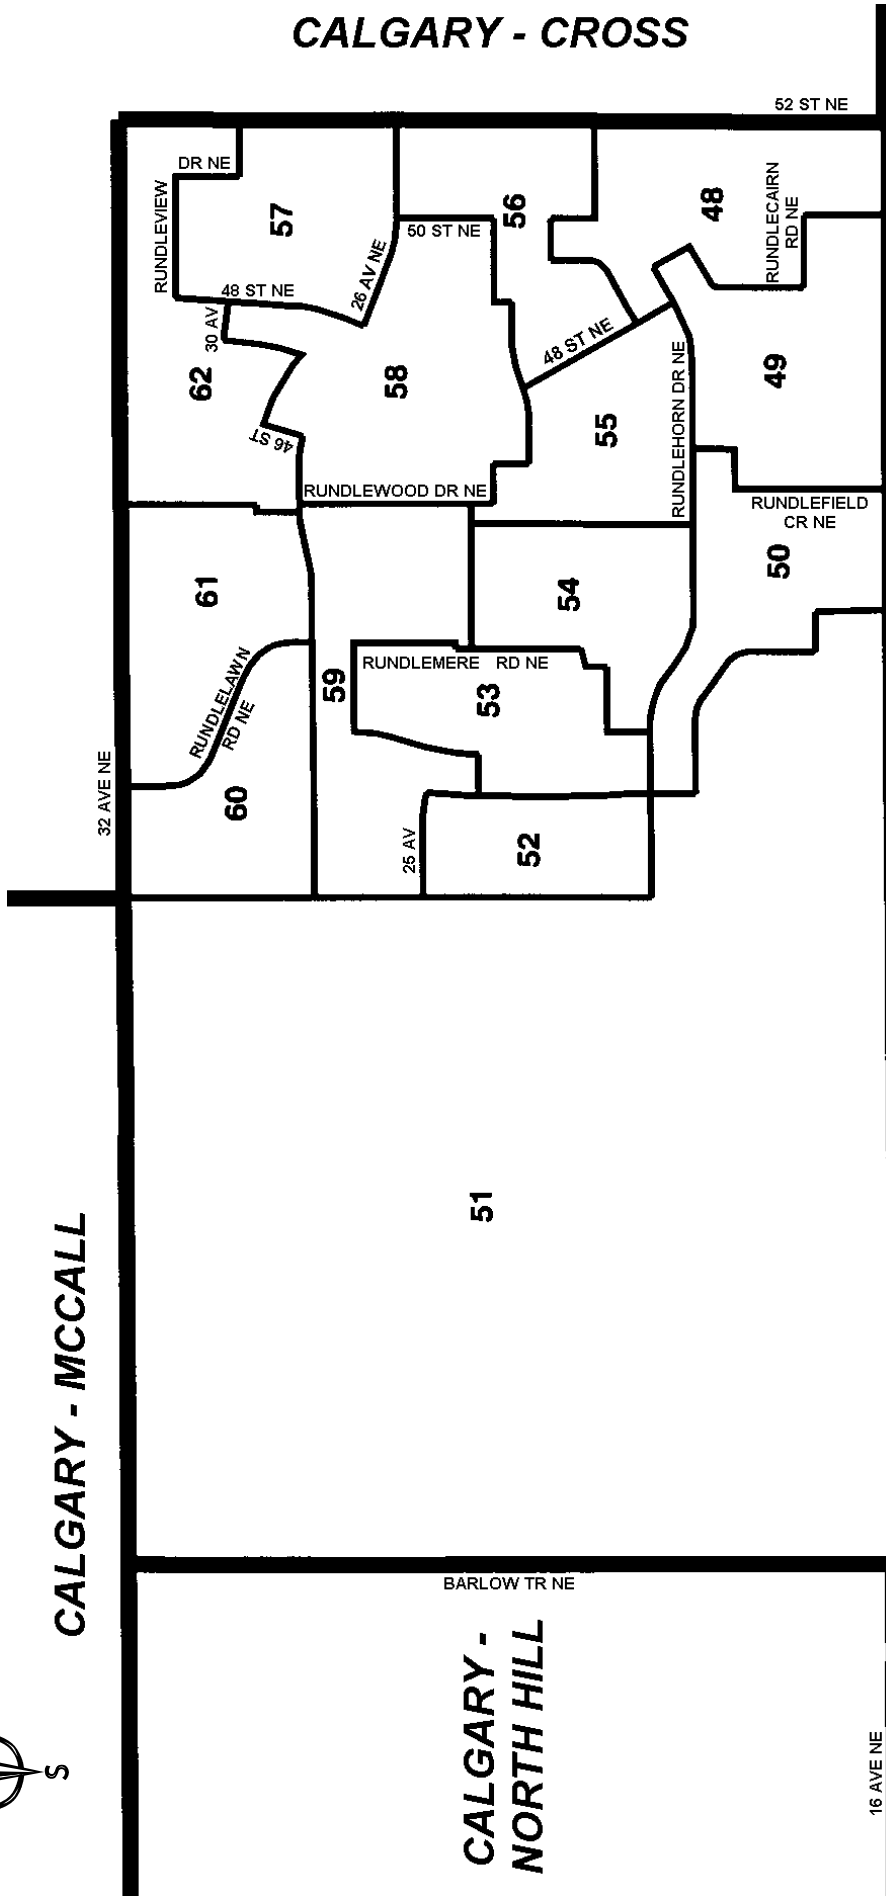 CALGARY - CROSS
52 ST NE
DR NE
RUNDLEVIEW
57
56
48
RUNDLECAIRN
RD NE
50 ST NE
26 AV NE
48 ST NE
30 AV
62
58
48 ST NE
55
RUNDLEHORN DR NE
49
46 ST
RUNDLEWOOD DR NE
RUNDLEFIELD
CR NE
61
54
50
RUNDLELAWN
RD NE
59
RUNDLEMERE RD NE
53
32 AVE NE
60
25 AV
52
51
CALGARY - MCCALL
BARLOW TR NE
CALGARY -
NORTH HILL
S
16 AVE NE